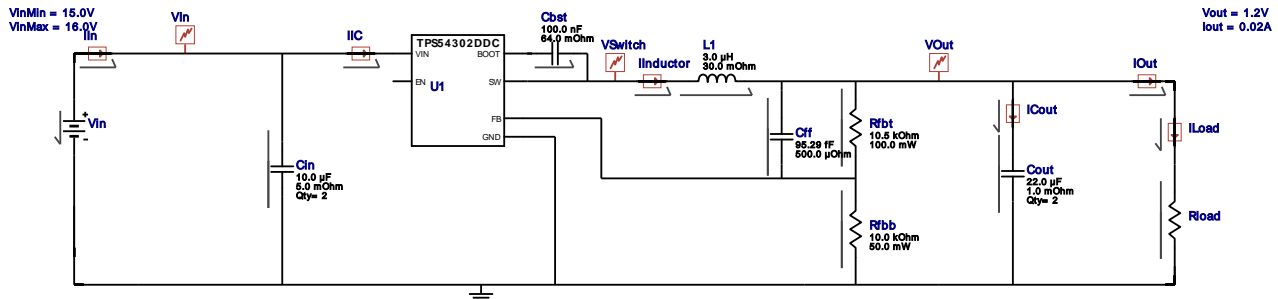 VinMin = 15.0V
VinMax = 16.0V
Iin
Vin
IIC
TPS54302DDC
VIN
BOOT
EN
U1
SW
FB
GND
Cbst
100.0 nF
64.0 mOhm
VSwitch
IInductor
L1
3.0 µH
30.0 mOhm
VOut
IOut
Vout = 1.2V
Iout = 0.02A
Vin
+
-
Cin
10.0 µF
5.0 mOhm
Qty= 2
Cff
95.29 fF
500.0 µOhm
Rfbt
10.5 kOhm
100.0 mW
Rfbb
10.0 kOhm
50.0 mW
ICout
Cout
22.0 µF
1.0 mOhm
Qty= 2
ILoad
Rload